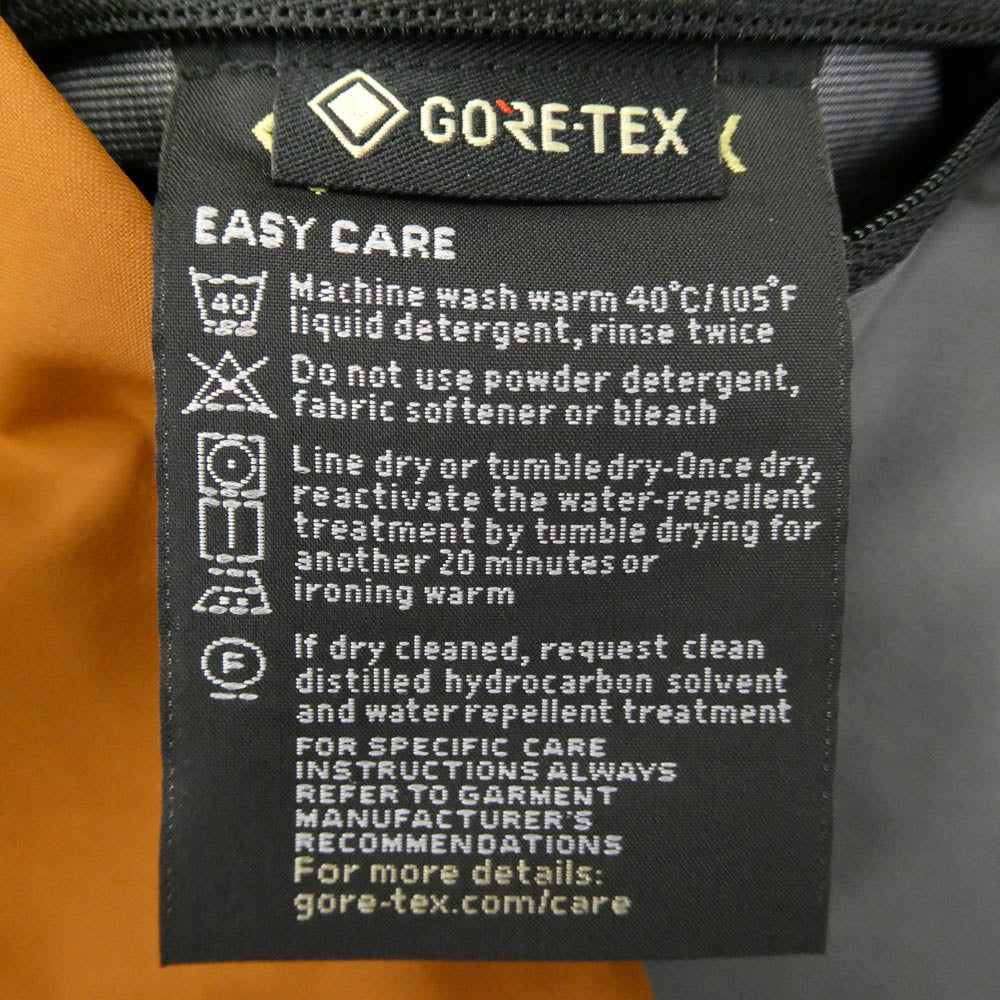 GORE-TEX
EASY CARE
40
Machine wash warm 40°C/105°F
liquid detergent, rinse twice
Do not use powder detergent,
fabric softener or bleach
Line dry or tumble dry-Once dry,
reactivate the water-repellent
treatment by tumble drying for
another 20 minutes or
ironing warm
F
If dry cleaned, request clean
distilled hydrocarbon solvent
and water repellent treatment
FOR SPECIFIC CARE
INSTRUCTIONS ALWAYS
REFER TO GARMENT
MANUFACTURER'S
RECOMMENDATIONS
For more details:
gore-tex.com/care